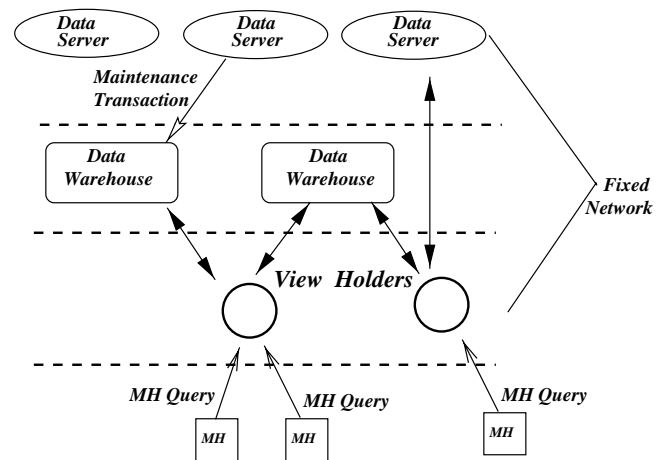 Data
Server
Data
Server
Data
Server
Maintenance
Transaction
Data
Warehouse
Data
Warehouse
Fixed
Network
View Holders
MH Query
MH Query
MH Query
MH
MH
MH